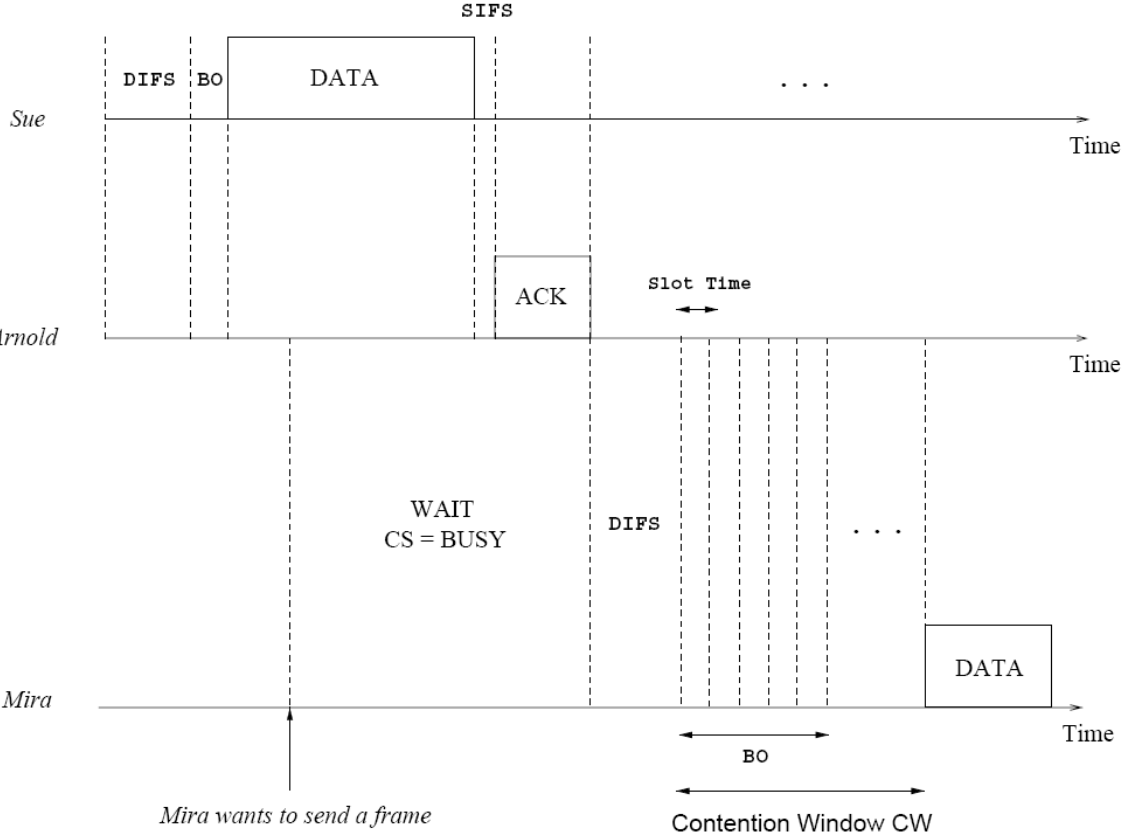 SIFS
DIFS BO DATA . . .
Sue
Time
Slot Time
ACK
Arnold
Time
WAIT
CS = BUSY
DIFS
. . .
DATA
Mira
Time
BO
Mira wants to send a frame
Contention Window CW